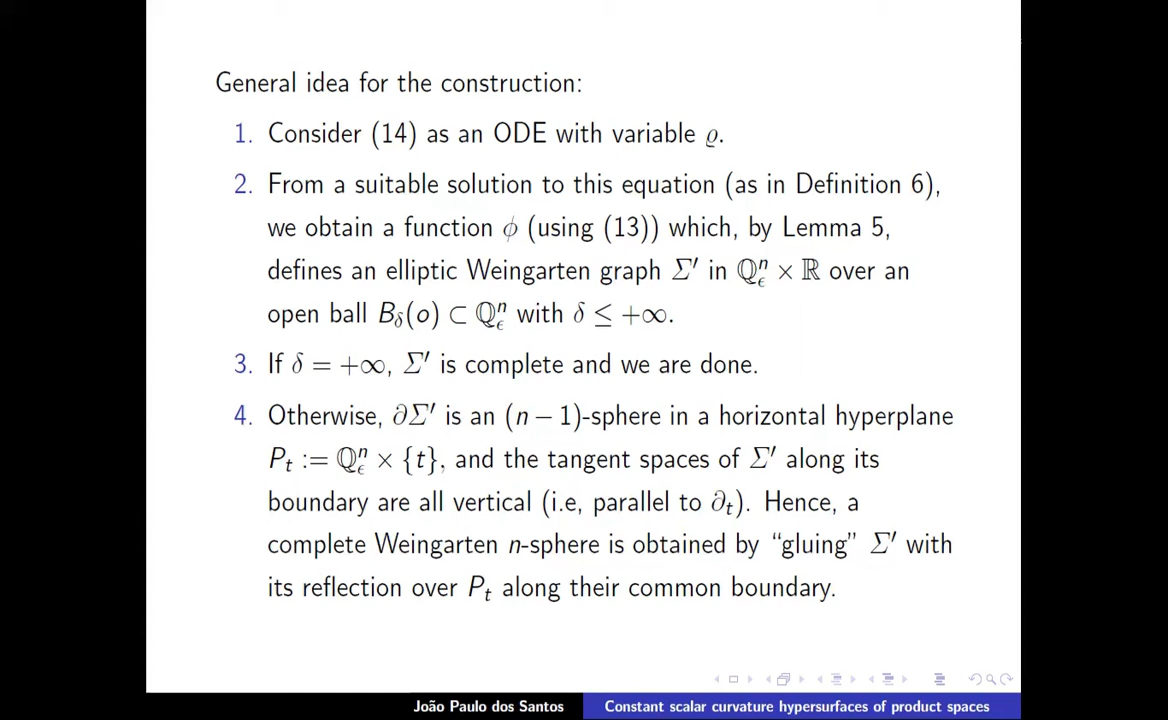 General idea for the construction:
1. Consider (14) as an ODE with variable ϱ.
2. From a suitable solution to this equation (as in Definition 6),
we obtain a function ϕ (using (13)) which, by Lemma 5,
defines an elliptic Weingarten graph Σ′ in ℚⁿ_ϵ × ℝ over an
open ball B_δ(o) ⊂ ℚⁿ_ϵ with δ ≤ +∞.
3. If δ = +∞, Σ′ is complete and we are done.
4. Otherwise, ∂Σ′ is an (n − 1)-sphere in a horizontal hyperplane
P_t := ℚⁿ_ϵ × {t}, and the tangent spaces of Σ′ along its
boundary are all vertical (i.e, parallel to ∂_t). Hence, a
complete Weingarten n-sphere is obtained by “gluing” Σ′ with
its reflection over P_t along their common boundary.
João Paulo dos Santos
Constant scalar curvature hypersurfaces of product spaces